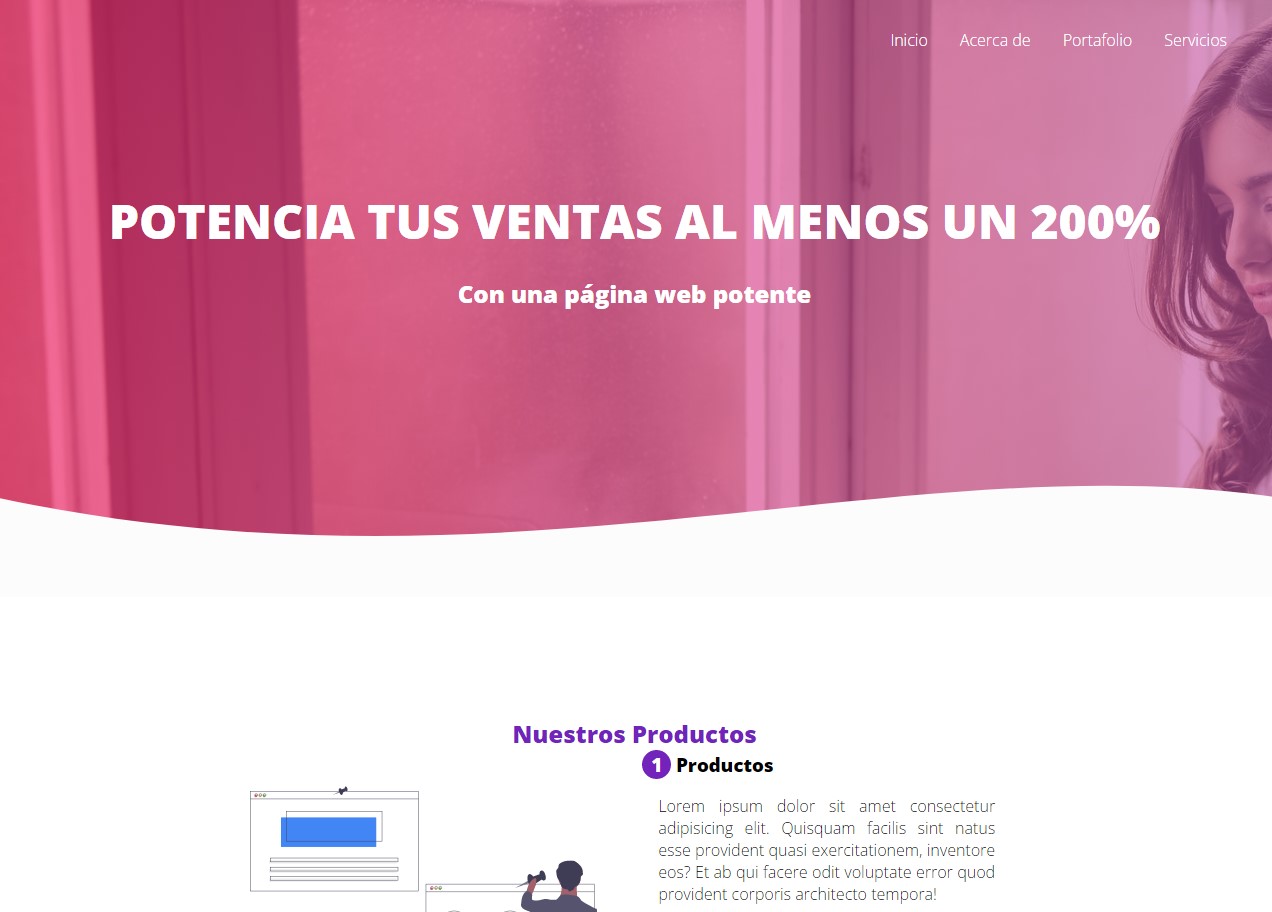 Inicio Acerca de Portafolio Servicios
POTENCIA TUS VENTAS AL MENOS UN 200%
Con una página web potente
Nuestros Productos
1 Productos
Lorem ipsum dolor sit amet consectetur
adipisicing elit. Quisquam facilis sint natus
esse provident quasi exercitationem, inventore
eos? Et ab qui facere odit voluptate error quod
provident corporis architecto tempora!